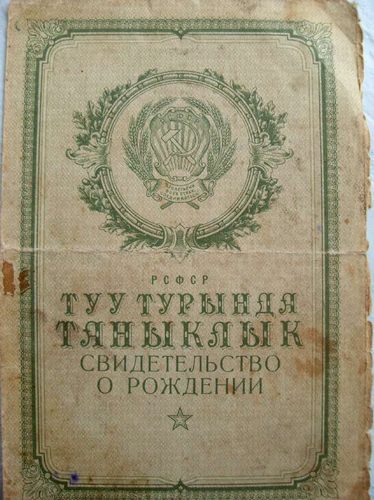 РСФСР
ТУУ ТУРЫНДА
ТАНЫКЛЫК
СВИДЕТЕЛЬСТВО
О РОЖДЕНИИ